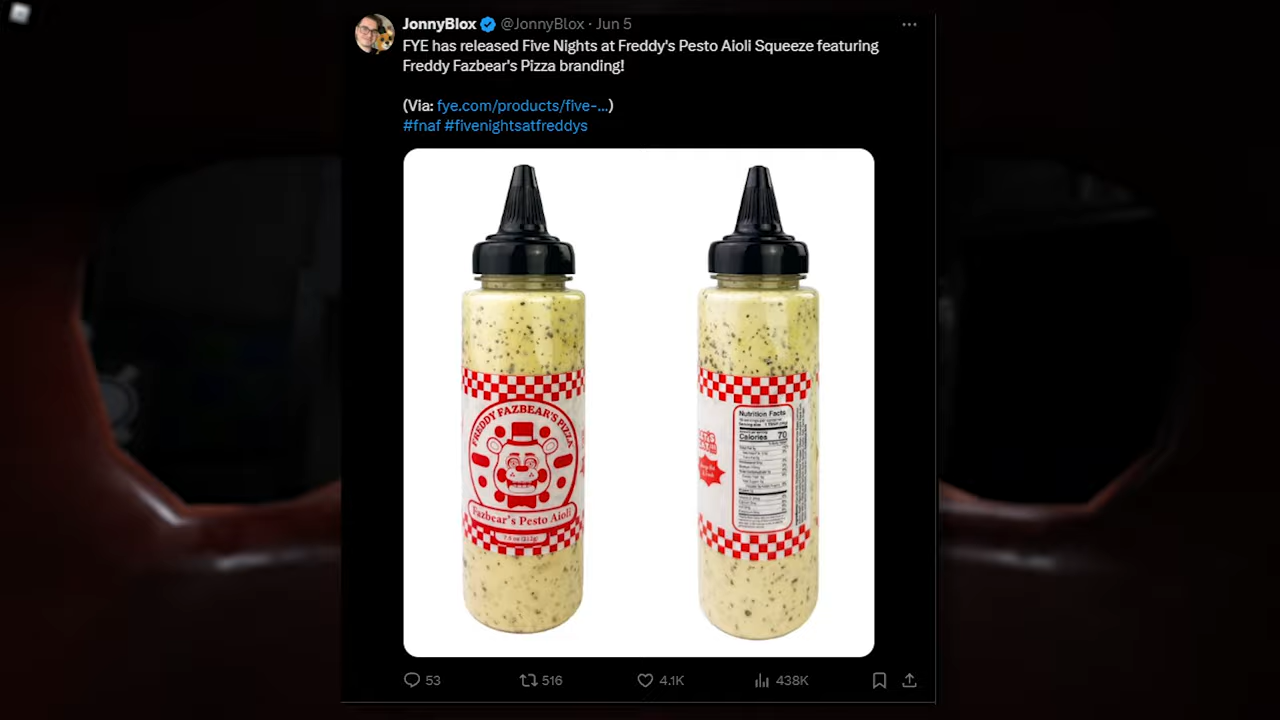 JonnyBlox @JonnyBlox · Jun 5
FYE has released Five Nights at Freddy's Pesto Aioli Squeeze featuring
Freddy Fazbear's Pizza branding!
(Via: fye.com/products/five-...)
#fnaf #fivenightsatfreddys
FREDDY FAZBEAR'S PIZZA
Fazbear's Pesto Aioli
Nutrition Facts
Calories 70
53 516 4.1K 438K